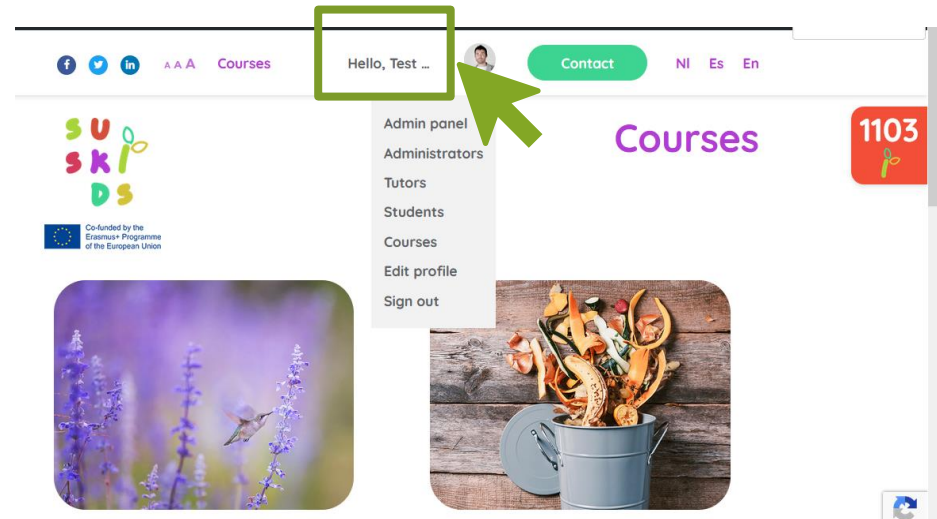 A A A Courses Hello, Test ... Contact Nl Es En
SU
SKi
DS
Co-funded by the
Erasmus+ Programme
of the European Union
Admin panel
Administrators
Tutors
Students
Courses
Edit profile
Sign out
Courses
1103